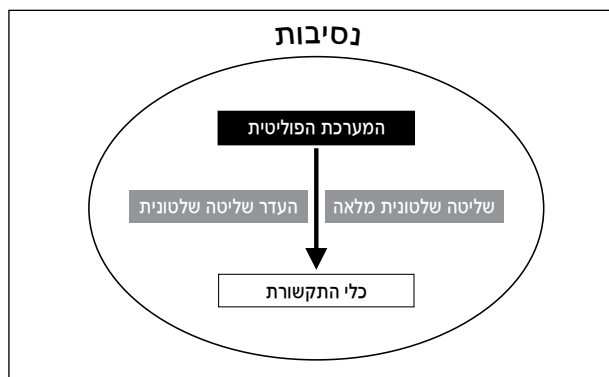 נסיבות
המערכת הפוליטית
שליטה שלטונית מלאה
העדר שליטה שלטונית
כלי התקשורת